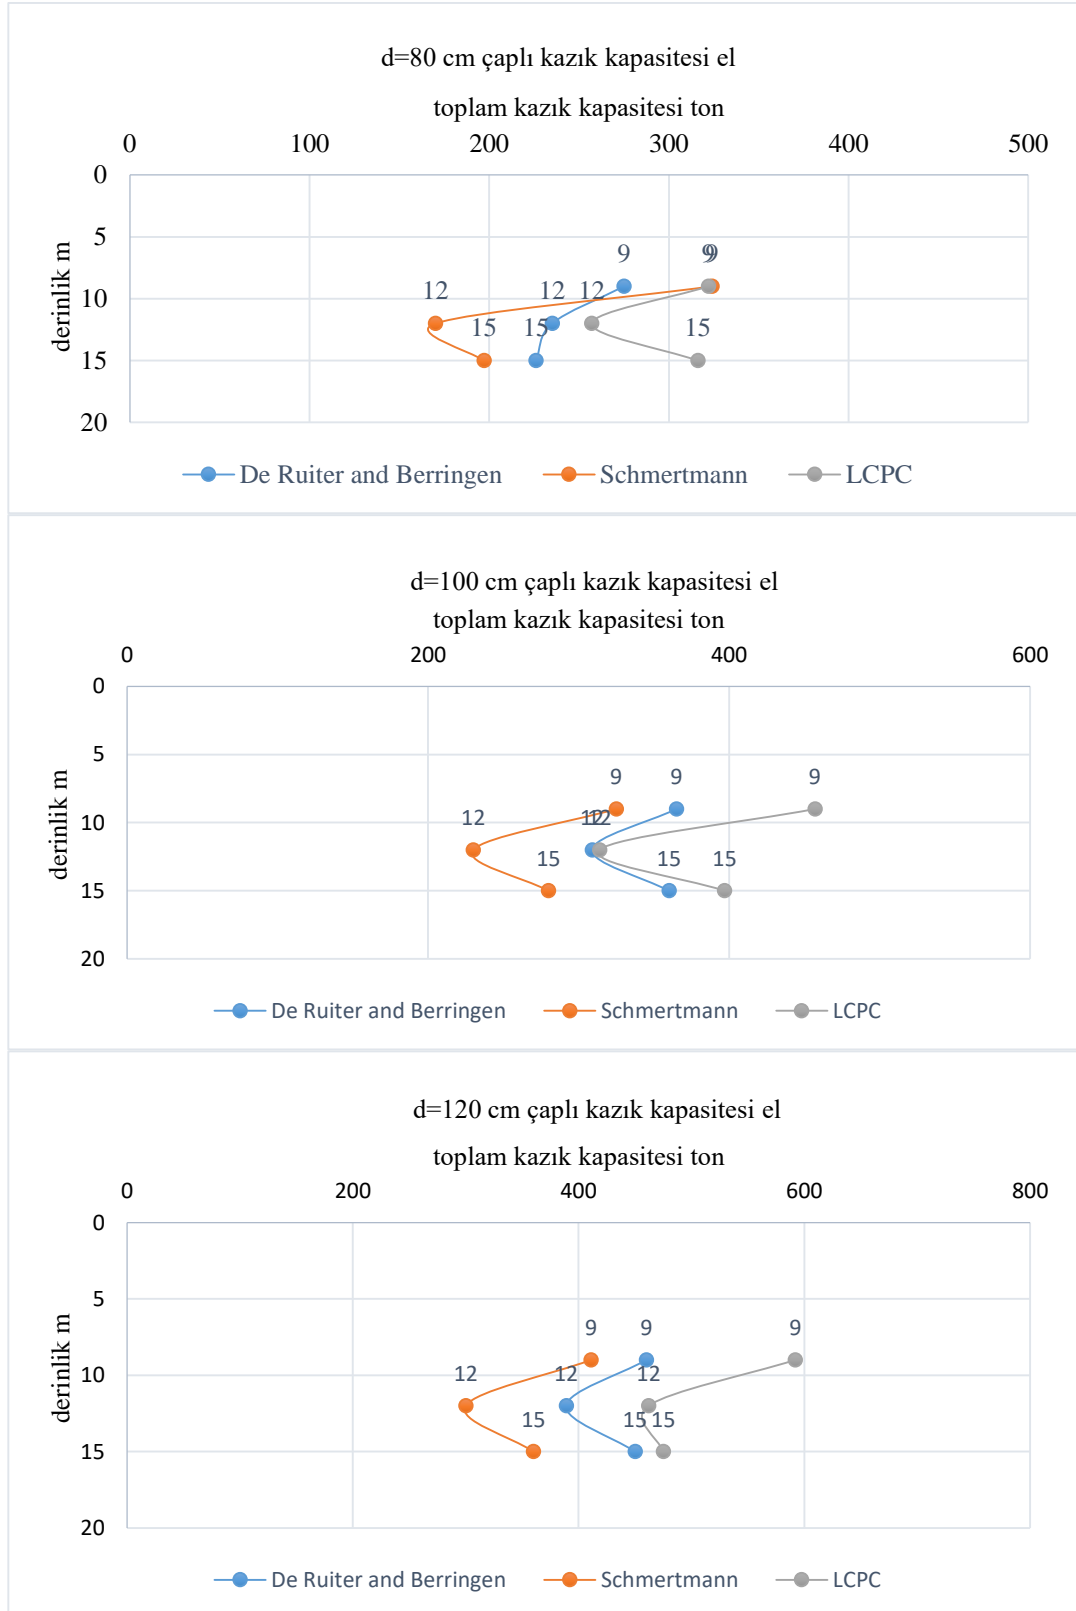 d=80 cm çaplı kazık kapasitesi el
toplam kazık kapasitesi ton
0 100 200 300 400 500
0
5
10
15
20
derinlik m
9 9 9
12 12 12
15 15 15
De Ruiter and Berringen Schmertmann LCPC
d=100 cm çaplı kazık kapasitesi el
toplam kazık kapasitesi ton
0 200 400 600
0
5
10
15
20
derinlik m
9 9 9
12 12 12
15 15 15
De Ruiter and Berringen Schmertmann LCPC
d=120 cm çaplı kazık kapasitesi el
toplam kazık kapasitesi ton
0 200 400 600 800
0
5
10
15
20
derinlik m
9 9 9
12 12 12
15 15 15
De Ruiter and Berringen Schmertmann LCPC